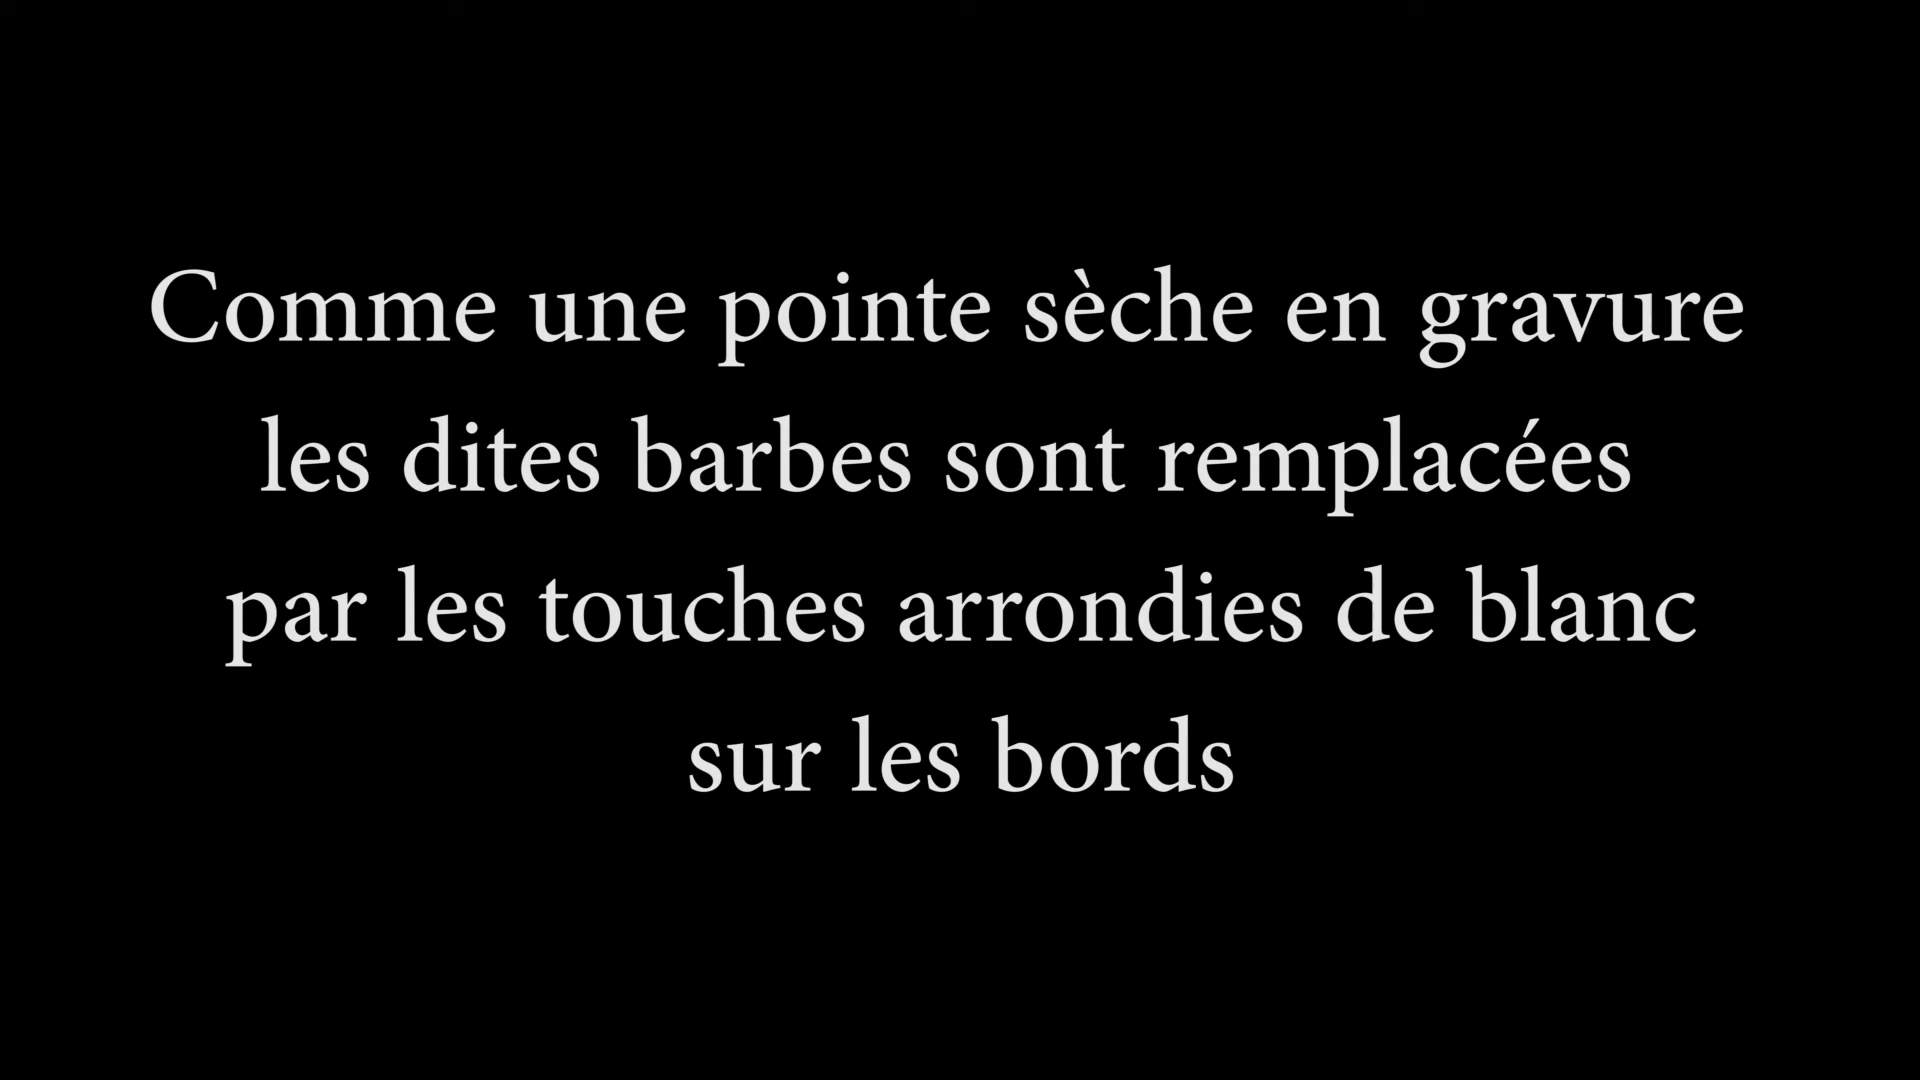 Comme une pointe sèche en gravure
les dites barbes sont remplacées
par les touches arrondies de blanc
sur les bords